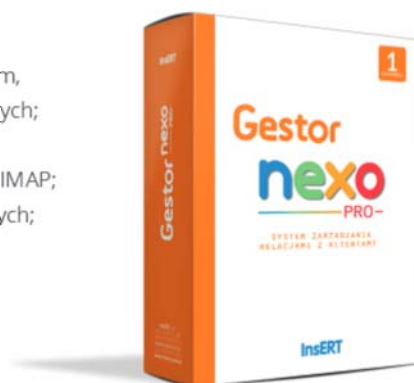 m,
ych;
IMAP;
ych;
InsERT
Gestor nexo
PRO
1
Gestor
nexo
–PRO–
SYSTEM ZARZĄDZANIA
RELACJAMI Z KLIENTAMI
InsERT